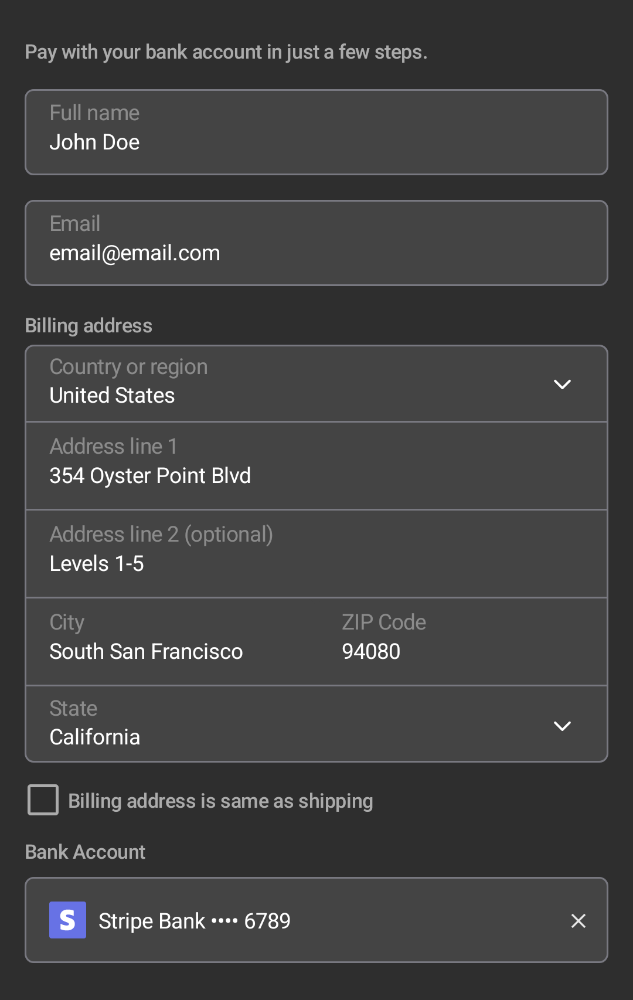 Pay with your bank account in just a few steps.
Full name
John Doe
Email
email@email.com
Billing address
Country or region
United States
Address line 1
354 Oyster Point Blvd
Address line 2 (optional)
Levels 1-5
City
South San Francisco
ZIP Code
94080
State
California
Billing address is same as shipping
Bank Account
S
Stripe Bank •••• 6789